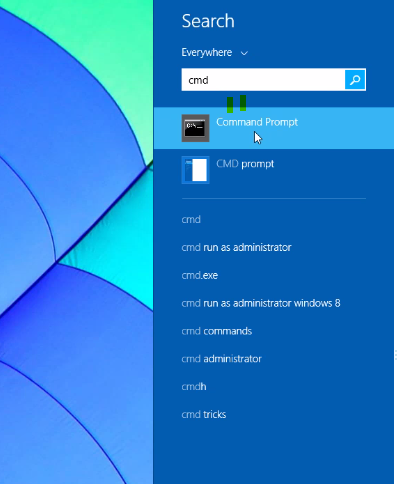 Search
Everywhere
cmd
Command Prompt
CMD prompt
cmd
cmd run as administrator
cmd.exe
cmd run as administrator windows 8
cmd commands
cmd administrator
cmdh
cmd tricks